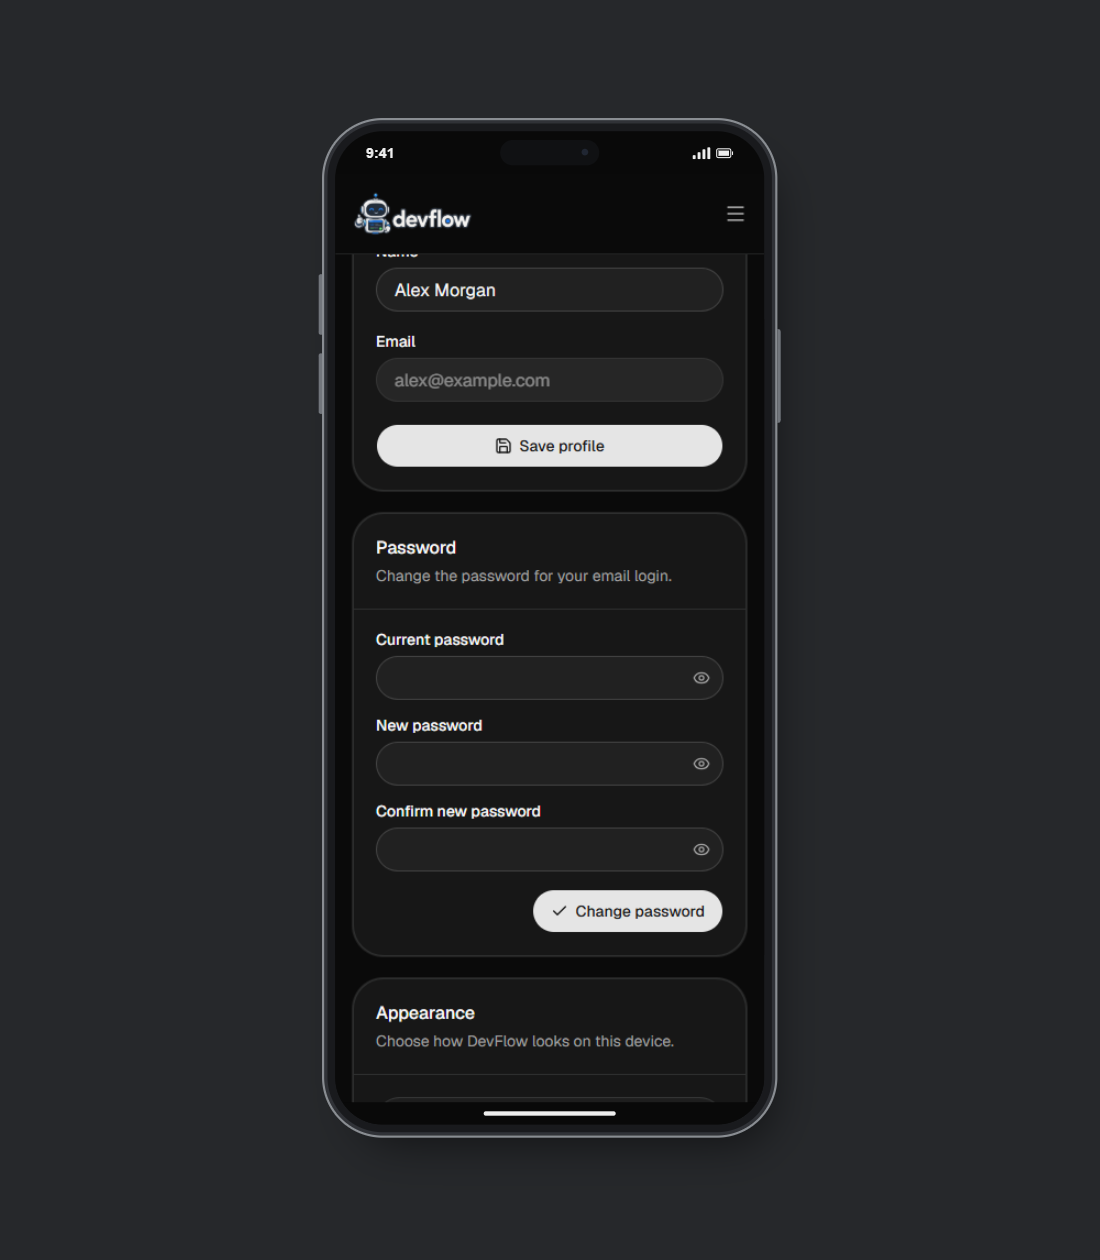 9:41
devflow
Name
Alex Morgan
Email
alex@example.com
Save profile
Password
Change the password for your email login.
Current password
New password
Confirm new password
Change password
Appearance
Choose how DevFlow looks on this device.